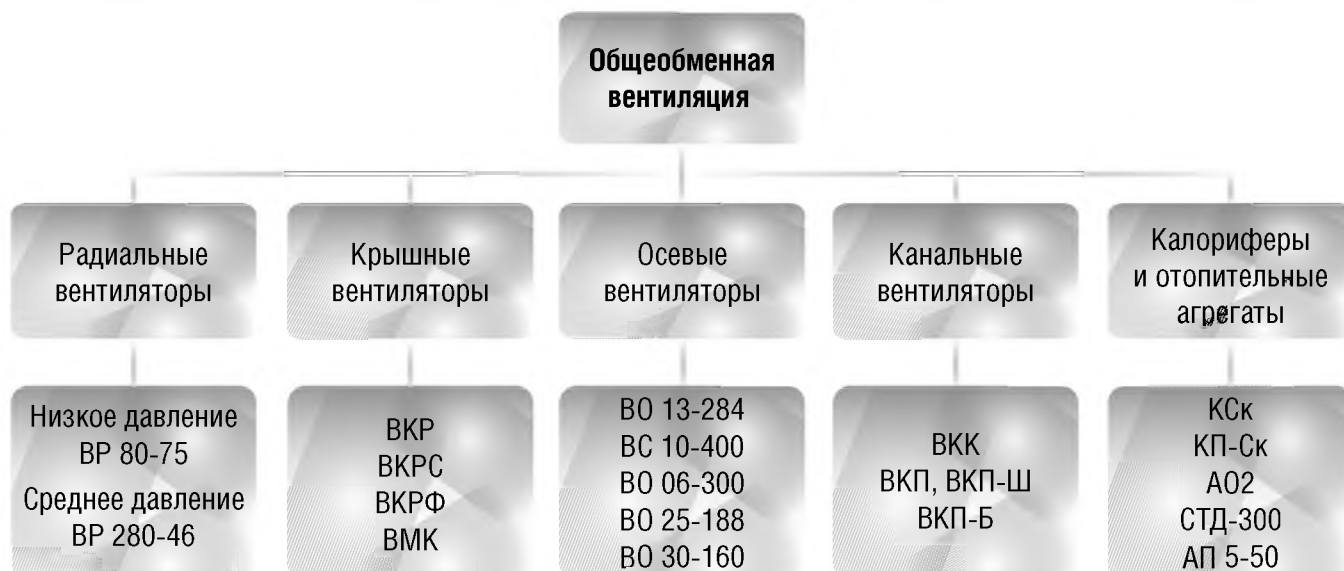 Общеобменная
вентиляция
Радиальные
вентиляторы
Крышные
вентиляторы
Осевые
вентиляторы
Канальные
вентиляторы
Калориферы
и отопительные
агрегаты
Низкое давление
ВР 80-75
Среднее давление
ВР 280-46
ВКР
ВКРС
ВКРФ
ВМК
ВО 13-284
ВС 10-400
ВО 06-300
ВО 25-188
ВО 30-160
ВКК
ВКП, ВКП-Ш
ВКП-Б
КСк
КП-Ск
АО2
СТД-300
АП 5-50